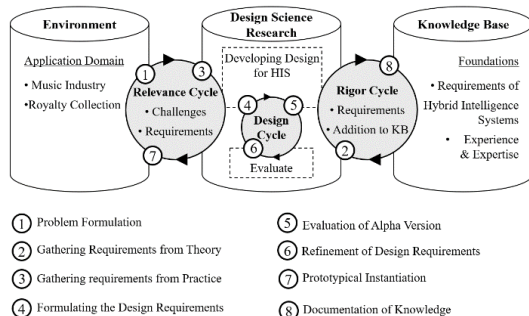 Environment
Design Science
Research
Knowledge Base
Application Domain
• Music Industry
•Royalty Collection
Developing Design
for HIS
Foundations
• Requirements of
Hybrid Intelligence
Systems
• Experience
& Expertise
1
3
Relevance Cycle
• Challenges
• Requirements
7
4
5
Design
Cycle
6
Evaluate
8
Rigor Cycle
• Requirements
• Addition to KB
2
1 Problem Formulation
2 Gathering Requirements from Theory
3 Gathering requirements from Practice
4 Formulating the Design Requirements
5 Evaluation of Alpha Version
6 Refinement of Design Requirements
7 Prototypical Instantiation
8 Documentation of Knowledge